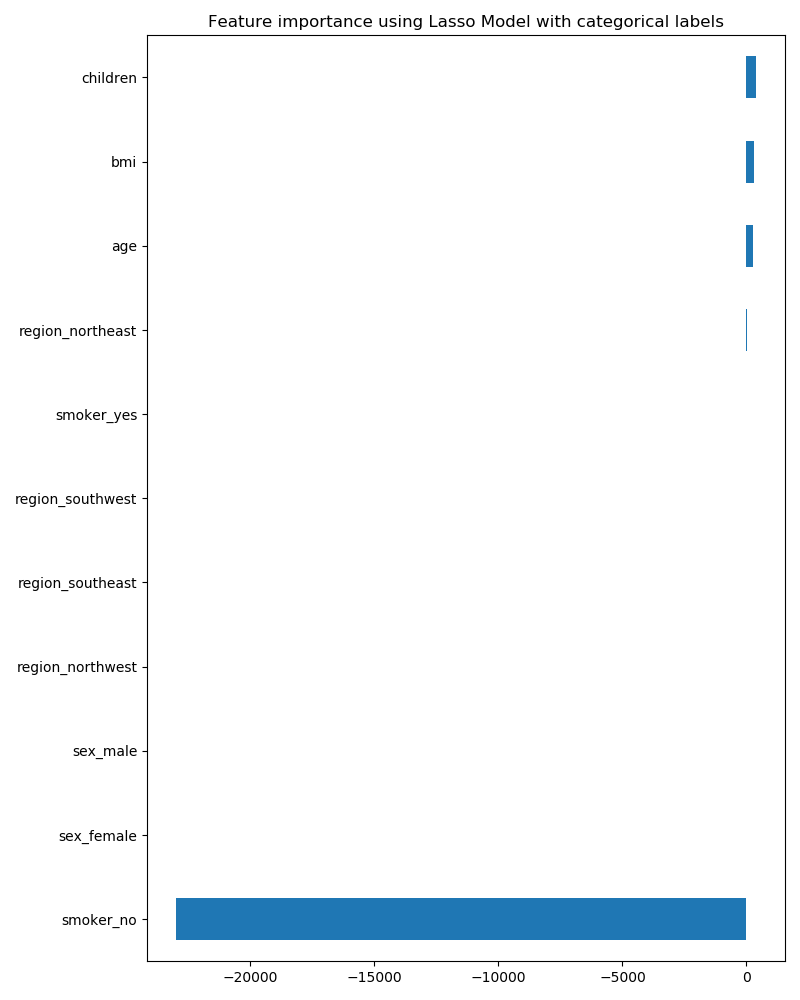 Feature importance using Lasso Model with categorical labels
children
bmi
age
region_northeast
smoker_yes
region_southwest
region_southeast
region_northwest
sex_male
sex_female
smoker_no
−20000 −15000 −10000 −5000 0